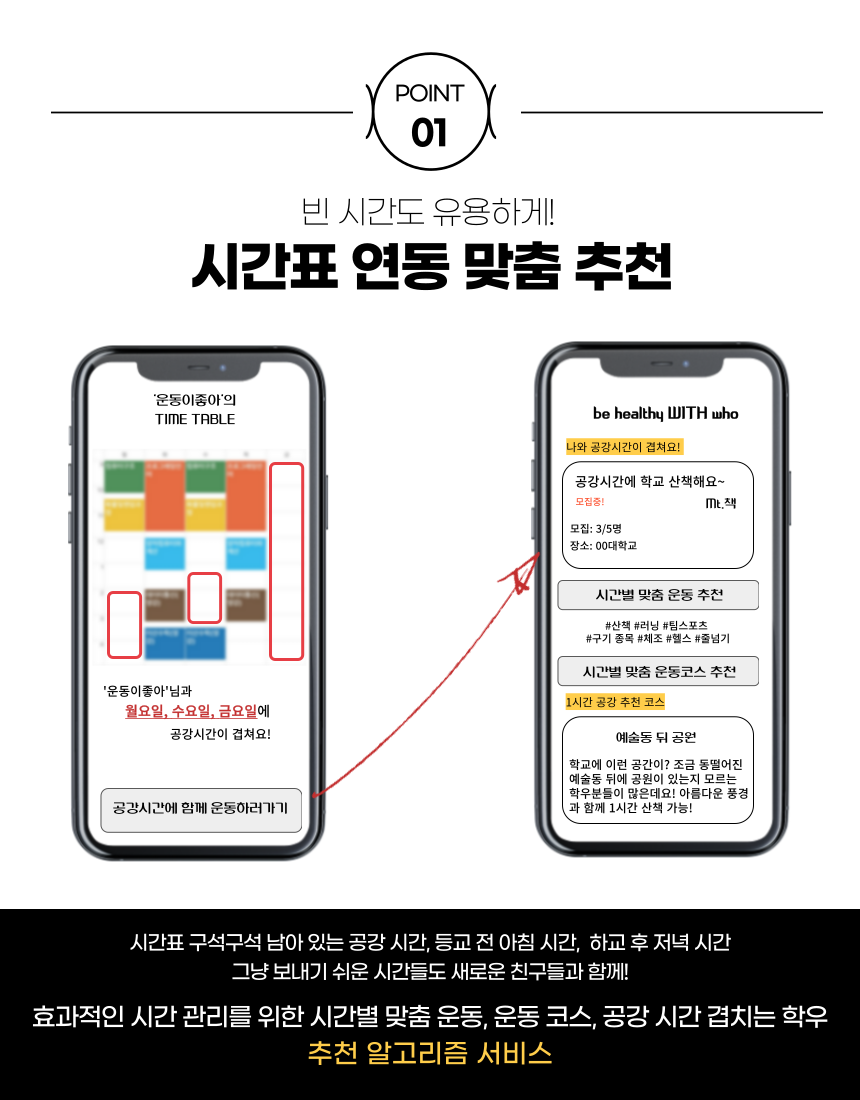 POINT
01
빈 시간도 유용하게!
시간표 연동 맞춤 추천
'운동이좋아'의
TIME TABLE
'운동이좋아'님과
월요일, 수요일, 금요일에
공강시간이 겹쳐요!
공강시간에 함께 운동하러가기
be healthy WITH who
나와 공강시간이 겹쳐요!
공강시간에 학교 산책해요~
모집중!
Mt.책
모집: 3/5명
장소: 00대학교
시간별 맞춤 운동 추천
#산책 #러닝 #팀스포츠
#구기 종목 #체조 #헬스 #줄넘기
시간별 맞춤 운동코스 추천
1시간 공강 추천 코스
예술동 뒤 공원
학교에 이런 공간이? 조금 동떨어진
예술동 뒤에 공원이 있는지 모르는
학우분들이 많은데요! 아름다운 풍경
과 함께 1시간 산책 가능!
시간표 구석구석 남아 있는 공강 시간, 등교 전 아침 시간, 하교 후 저녁 시간
그냥 보내기 쉬운 시간들도 새로운 친구들과 함께!
효과적인 시간 관리를 위한 시간별 맞춤 운동, 운동 코스, 공강 시간 겹치는 학우
추천 알고리즘 서비스